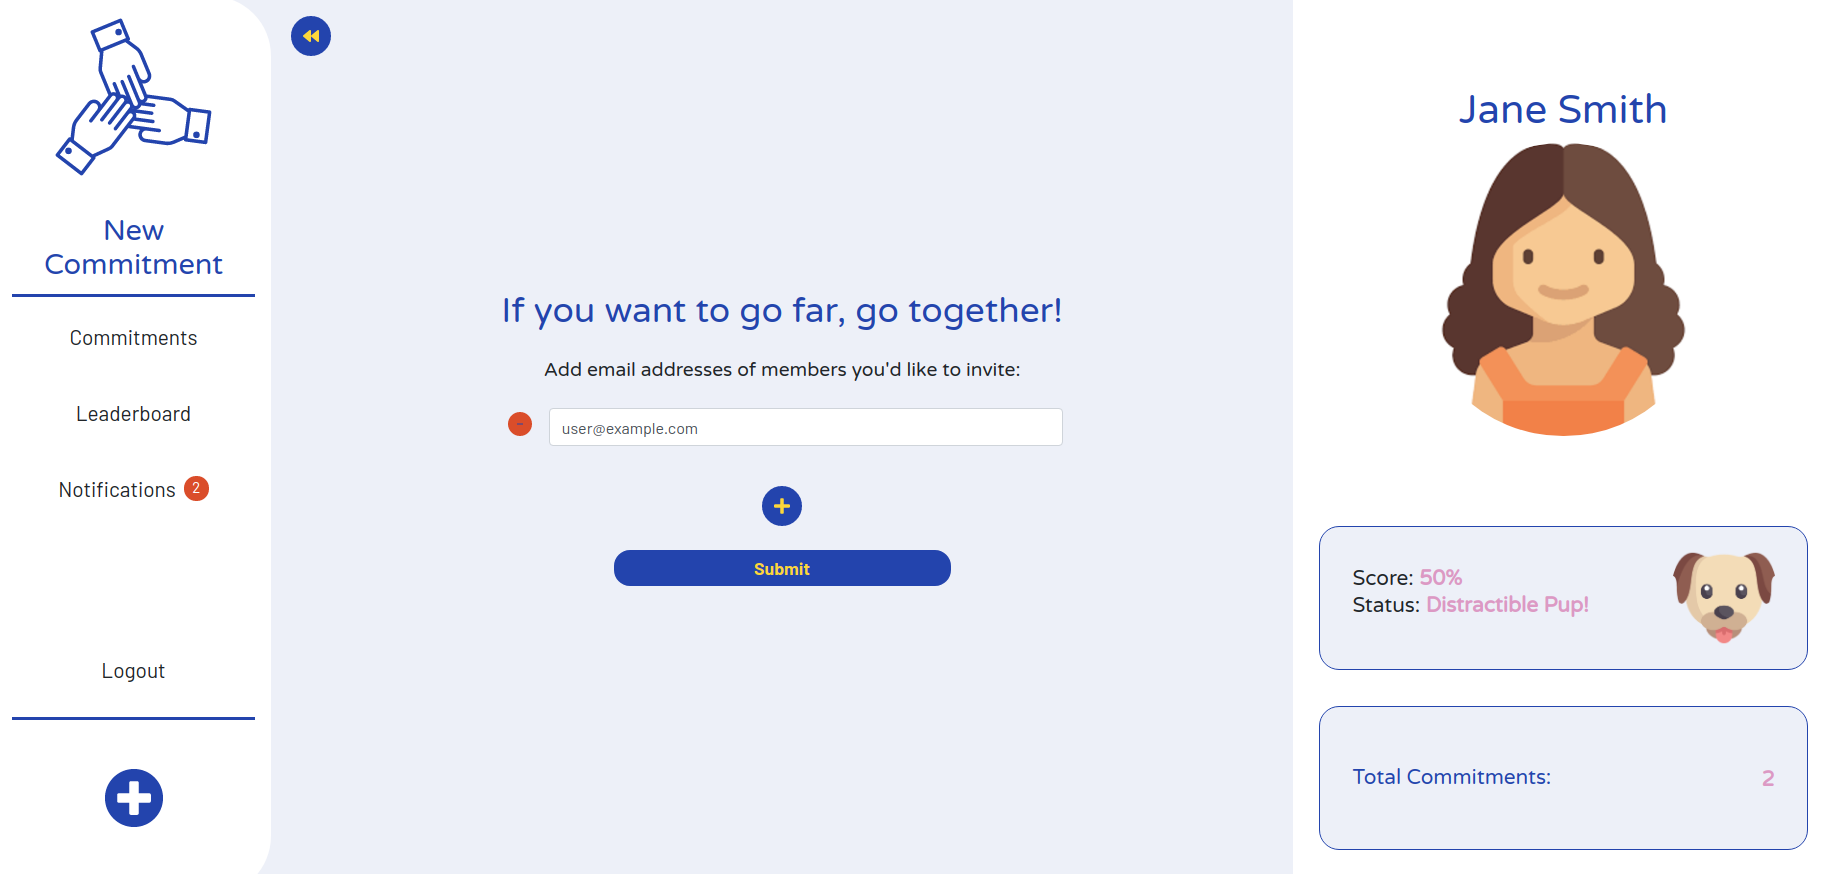 New
Commitment
Commitments
Leaderboard
Notifications 2
Logout
If you want to go far, go together!
Add email addresses of members you'd like to invite:
-
user@example.com
Submit
Jane Smith
Score: 50%
Status: Distractible Pup!
Total Commitments: 2